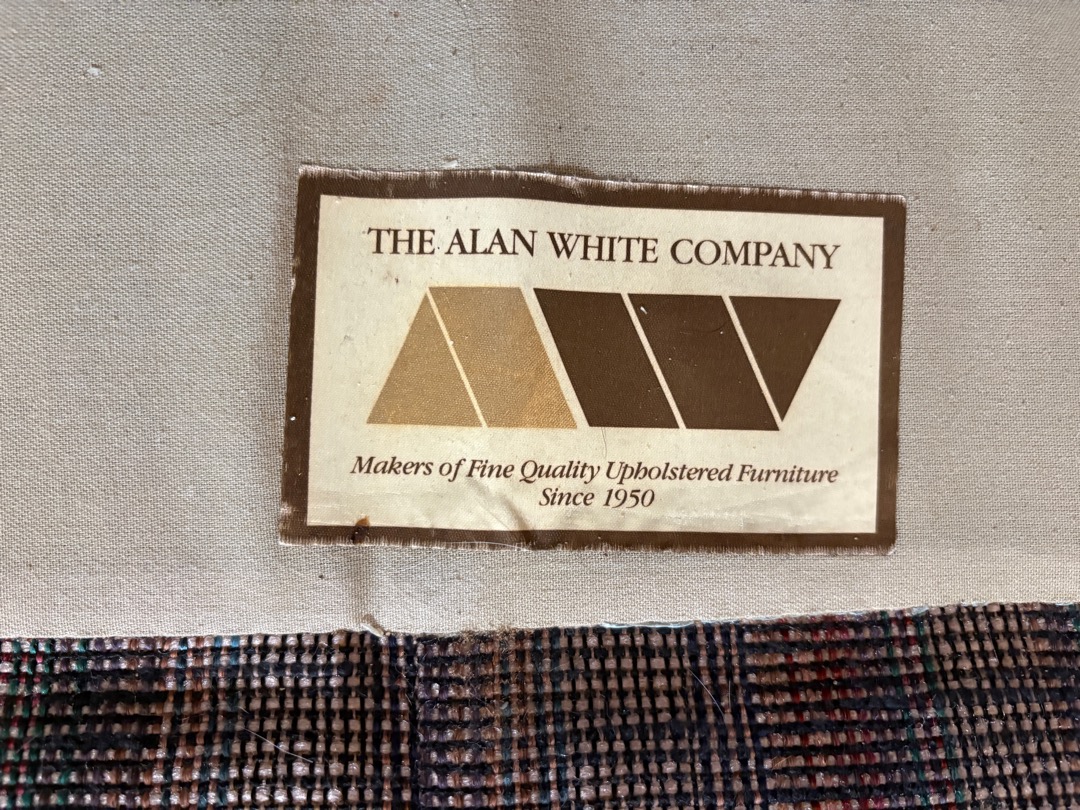 THE ALAN WHITE COMPANY
Makers of Fine Quality Upholstered Furniture
Since 1950